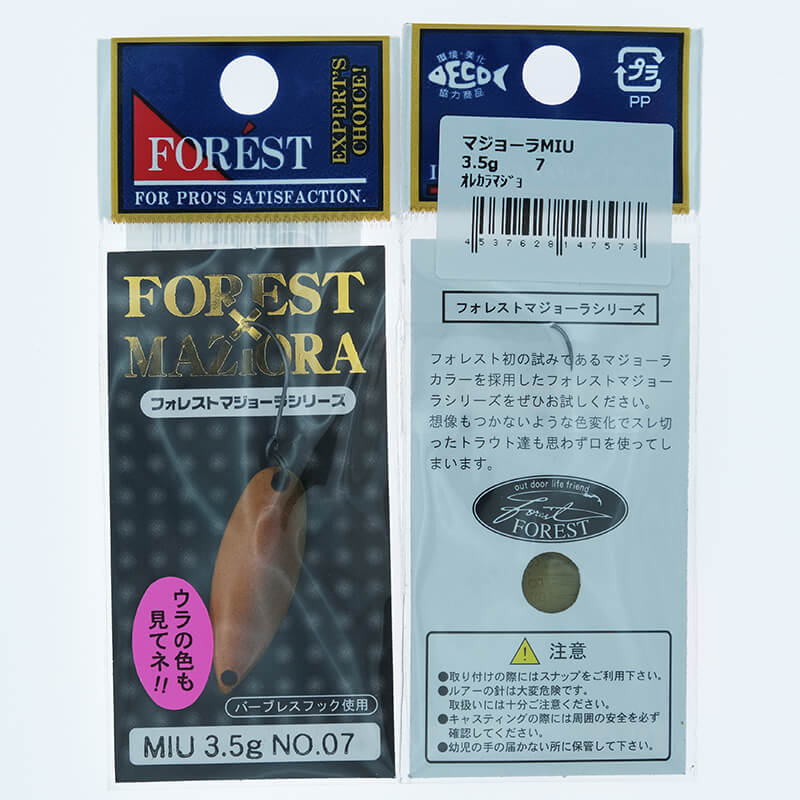 FORÉST
EXPERT'S
CHOICE!
FOR PRO'S SATISFACTION.
FOREST
×
MAZIORA
フォレストマジョーラシリーズ
ウラの色も
見てネ!!
バーブレスフック使用
MIU 3.5g NO.07
環境・美化
ECO
協力商品
プラ
PP
マジョーラMIU
3.5g 7
ｵﾚｶﾗﾏｼﾞｮ
4537628147573
フォレストマジョーラシリーズ
フォレスト初の試みであるマジョーラ
カラーを採用したフォレストマジョー
ラシリーズをぜひお試しください。
想像もつかないような色変化でスレ切
ったトラウト達も思わず口を使ってし
まいます。
out door life friend
forest
FOREST
注意
●取り付けの際にはスナップをご利用下さい。
●ルアーの針は大変危険です。
取扱いには十分ご注意ください。
●キャスティングの際には周囲の安全を必ず
確認してください。
●幼児の手の届かない所に保管して下さい。